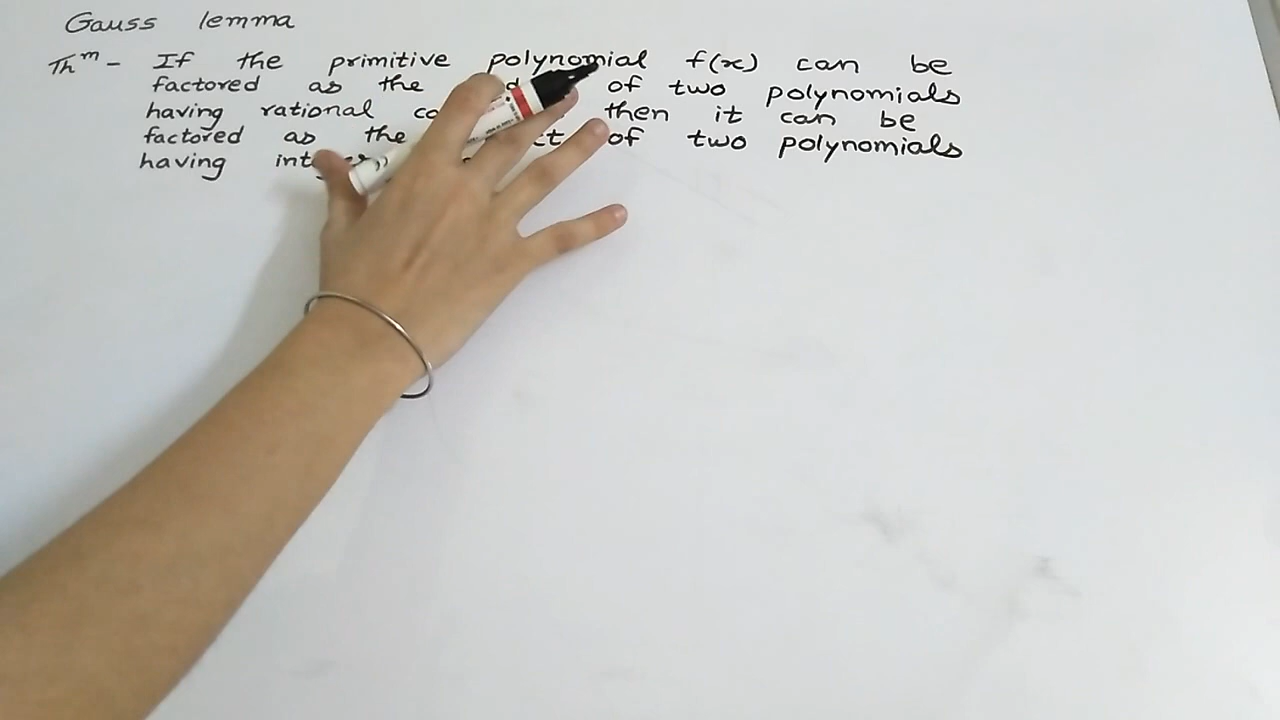 Gauss lemma
Thm - If the primitive polynomial f(x) can be
factored as the of two polynomials
having rational then it can be
factored as the of two polynomials
having